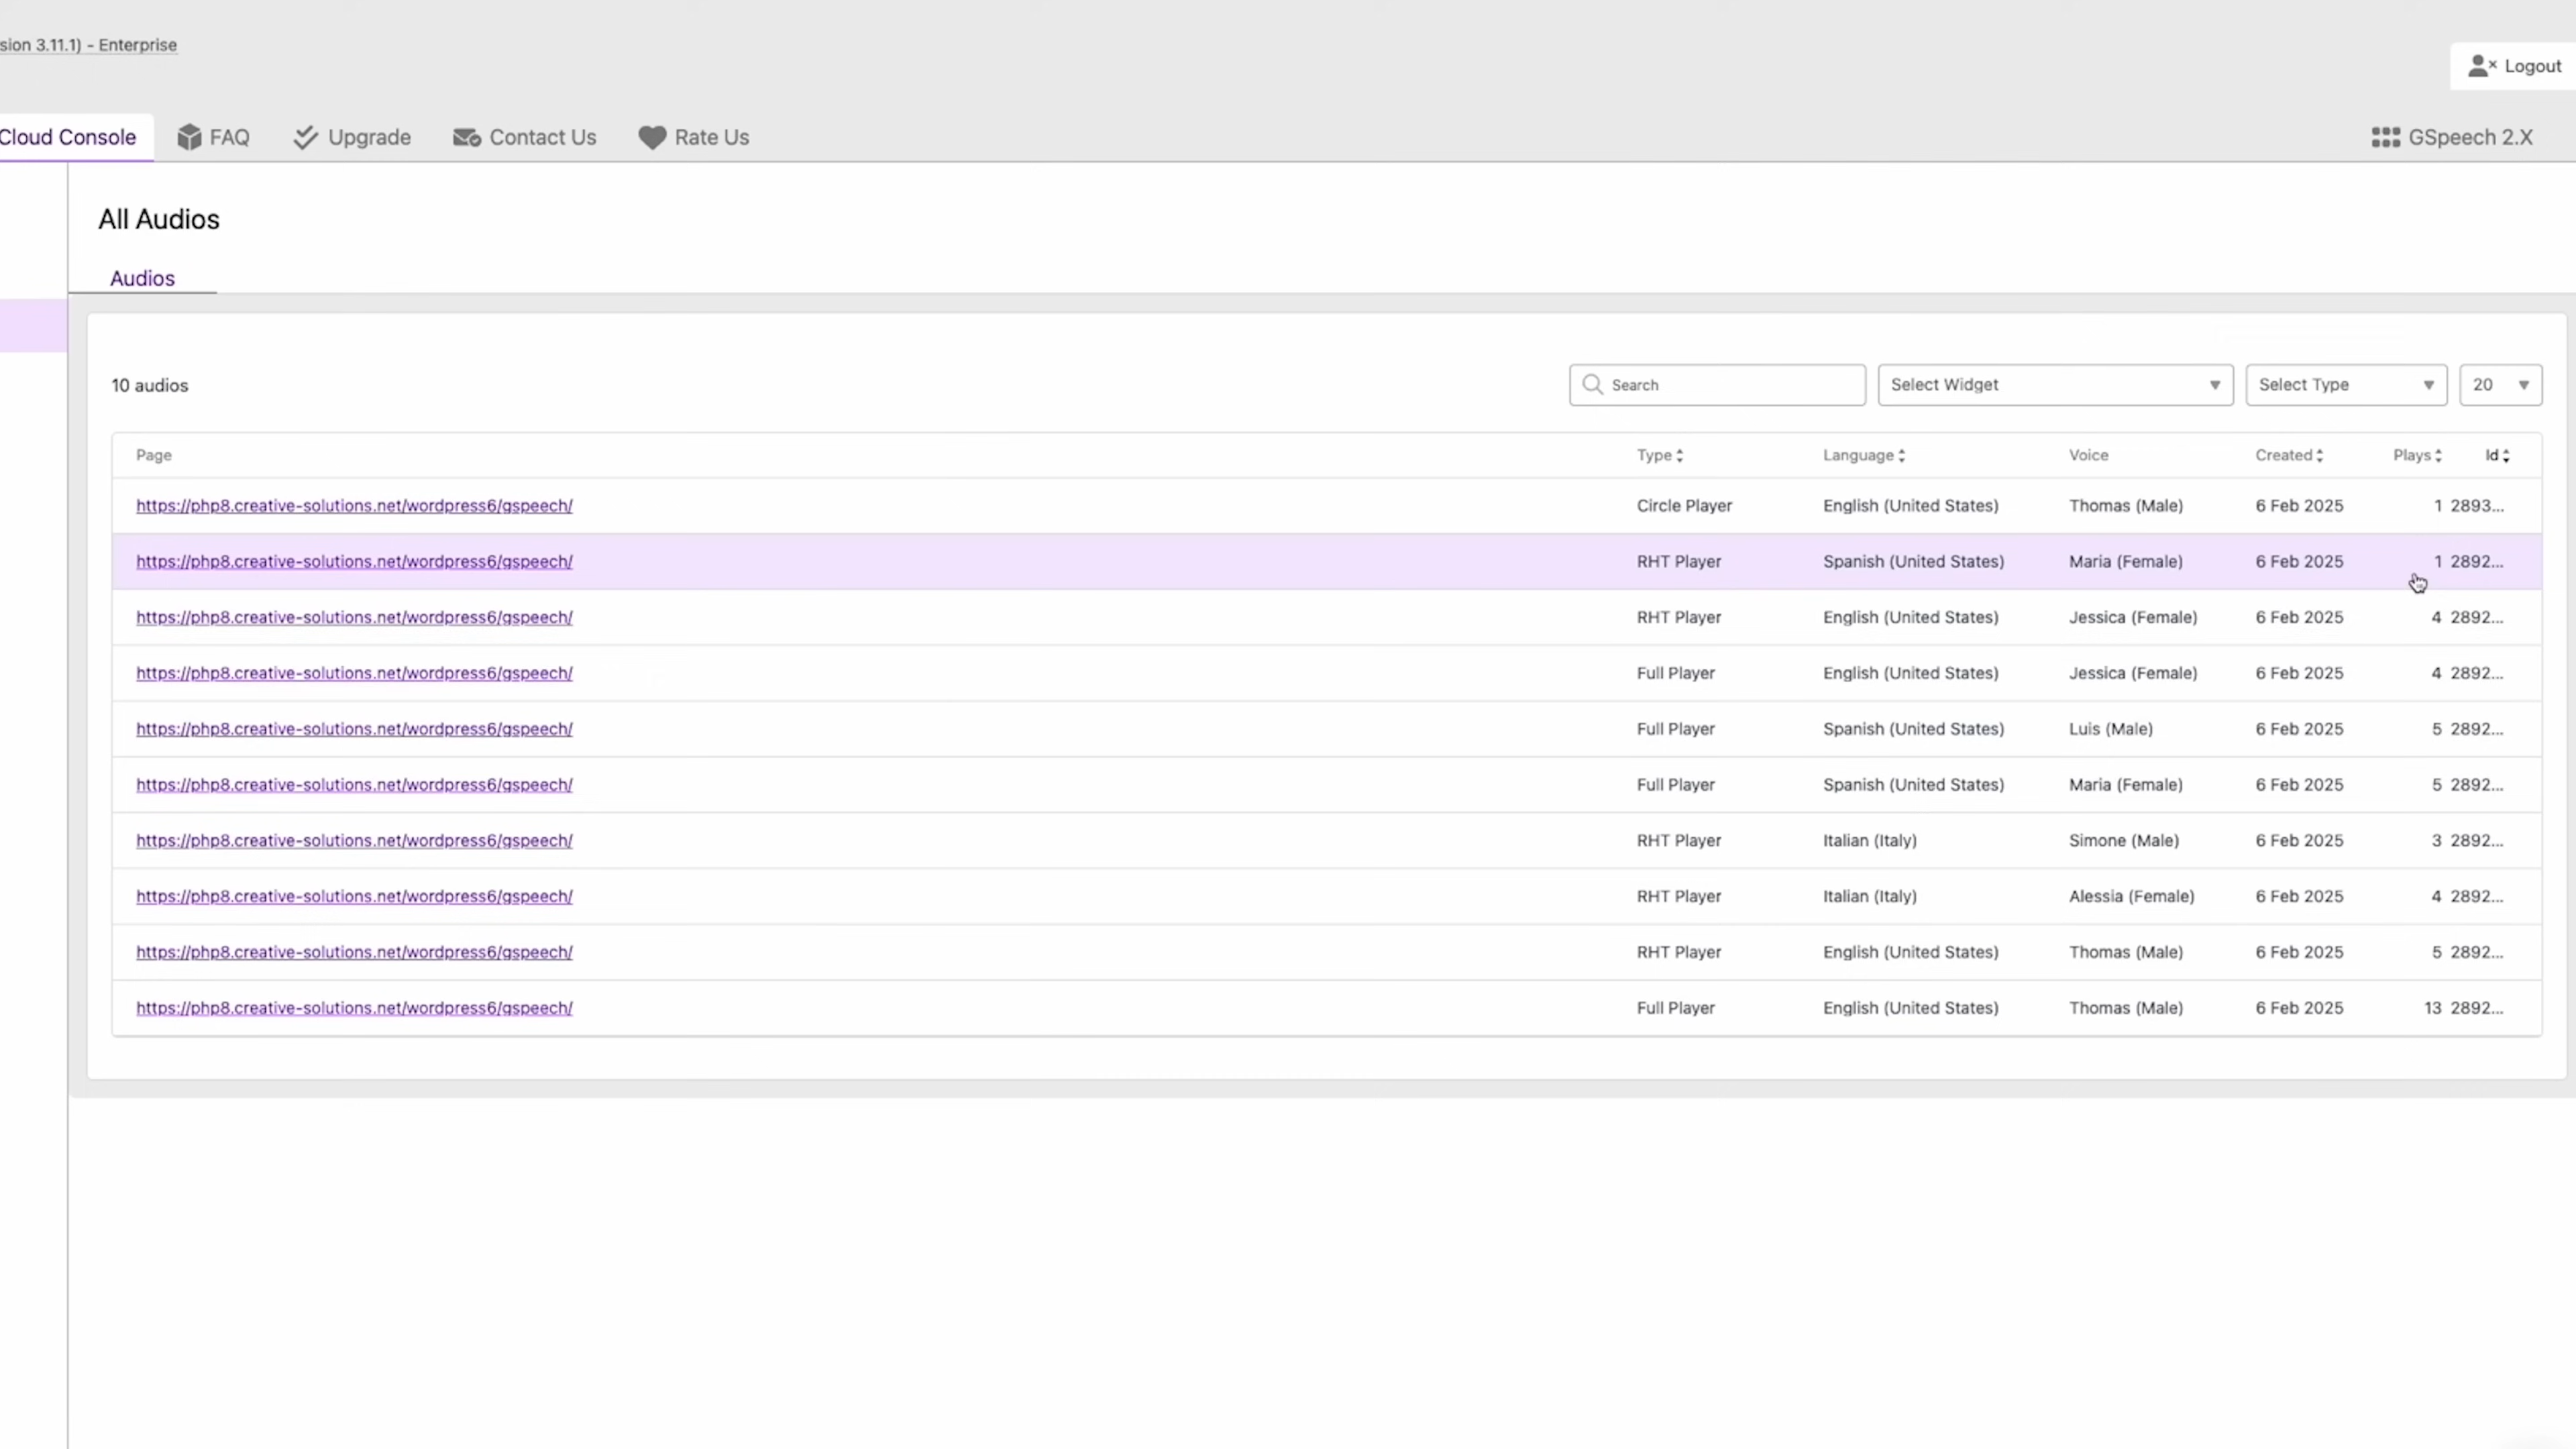 sion 3.11.1) - Enterprise
Logout
Cloud Console FAQ Upgrade Contact Us Rate Us GSpeech 2.X
All Audios
Audios
10 audios Search Select Widget Select Type 20
Page Type Language Voice Created Plays Id
https://php8.creative-solutions.net/wordpress6/gspeech/ Circle Player English (United States) Thomas (Male) 6 Feb 2025 1 2893...
https://php8.creative-solutions.net/wordpress6/gspeech/ RHT Player Spanish (United States) Maria (Female) 6 Feb 2025 1 2892...
https://php8.creative-solutions.net/wordpress6/gspeech/ RHT Player English (United States) Jessica (Female) 6 Feb 2025 4 2892...
https://php8.creative-solutions.net/wordpress6/gspeech/ Full Player English (United States) Jessica (Female) 6 Feb 2025 4 2892...
https://php8.creative-solutions.net/wordpress6/gspeech/ Full Player Spanish (United States) Luis (Male) 6 Feb 2025 5 2892...
https://php8.creative-solutions.net/wordpress6/gspeech/ Full Player Spanish (United States) Maria (Female) 6 Feb 2025 5 2892...
https://php8.creative-solutions.net/wordpress6/gspeech/ RHT Player Italian (Italy) Simone (Male) 6 Feb 2025 3 2892...
https://php8.creative-solutions.net/wordpress6/gspeech/ RHT Player Italian (Italy) Alessia (Female) 6 Feb 2025 4 2892...
https://php8.creative-solutions.net/wordpress6/gspeech/ RHT Player English (United States) Thomas (Male) 6 Feb 2025 5 2892...
https://php8.creative-solutions.net/wordpress6/gspeech/ Full Player English (United States) Thomas (Male) 6 Feb 2025 13 2892...